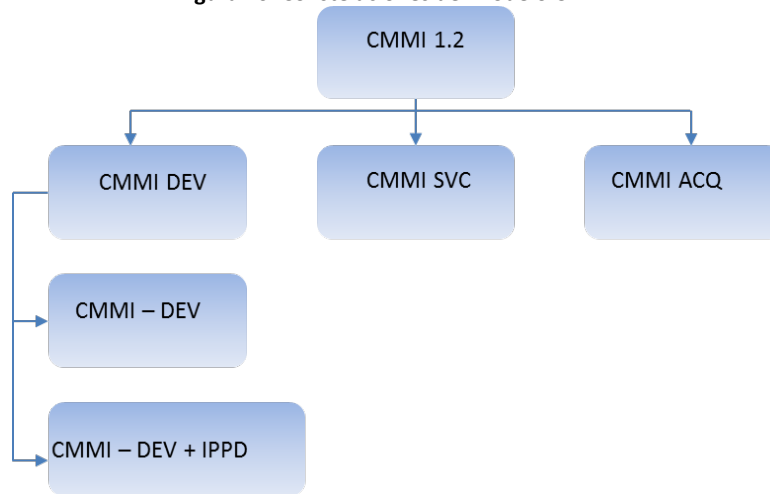 CMMI 1.2
CMMI DEV
CMMI SVC
CMMI ACQ
CMMI – DEV
CMMI – DEV + IPPD